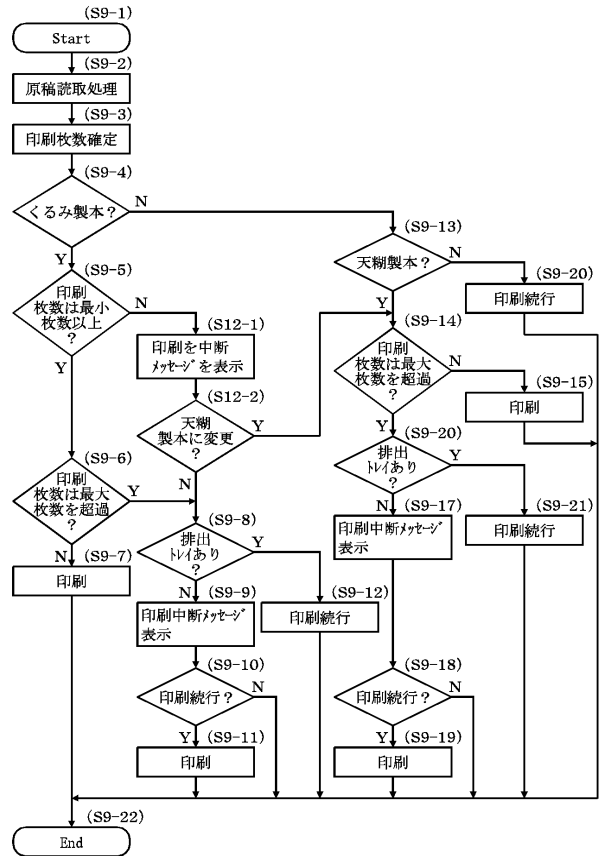 (S9-1)
Start
(S9-2)
原稿読取処理
(S9-3)
印刷枚数確定
(S9-4)
くるみ製本?
N
Y
(S9-5)
印刷
枚数は最小
枚数以上
?
N
Y
(S12-1)
印刷を中断
ﾒｯｾｰｼﾞを表示
(S12-2)
天糊
製本に変更
?
Y
N
(S9-6)
印刷
枚数は最大
枚数を超過
?
Y
N
(S9-7)
印刷
(S9-8)
排出
ﾄﾚｲあり
?
Y
N
(S9-9)
印刷中断ﾒｯｾｰｼﾞ
表示
(S9-12)
印刷続行
(S9-10)
印刷続行?
N
Y
(S9-11)
印刷
(S9-13)
天糊製本?
N
Y
(S9-20)
印刷続行
(S9-14)
印刷
枚数は最大
枚数を超過
?
N
Y
(S9-15)
印刷
(S9-20)
排出
ﾄﾚｲあり
?
Y
N
(S9-17)
印刷中断ﾒｯｾｰｼﾞ
表示
(S9-21)
印刷続行
(S9-18)
印刷続行?
N
Y
(S9-19)
印刷
(S9-22)
End